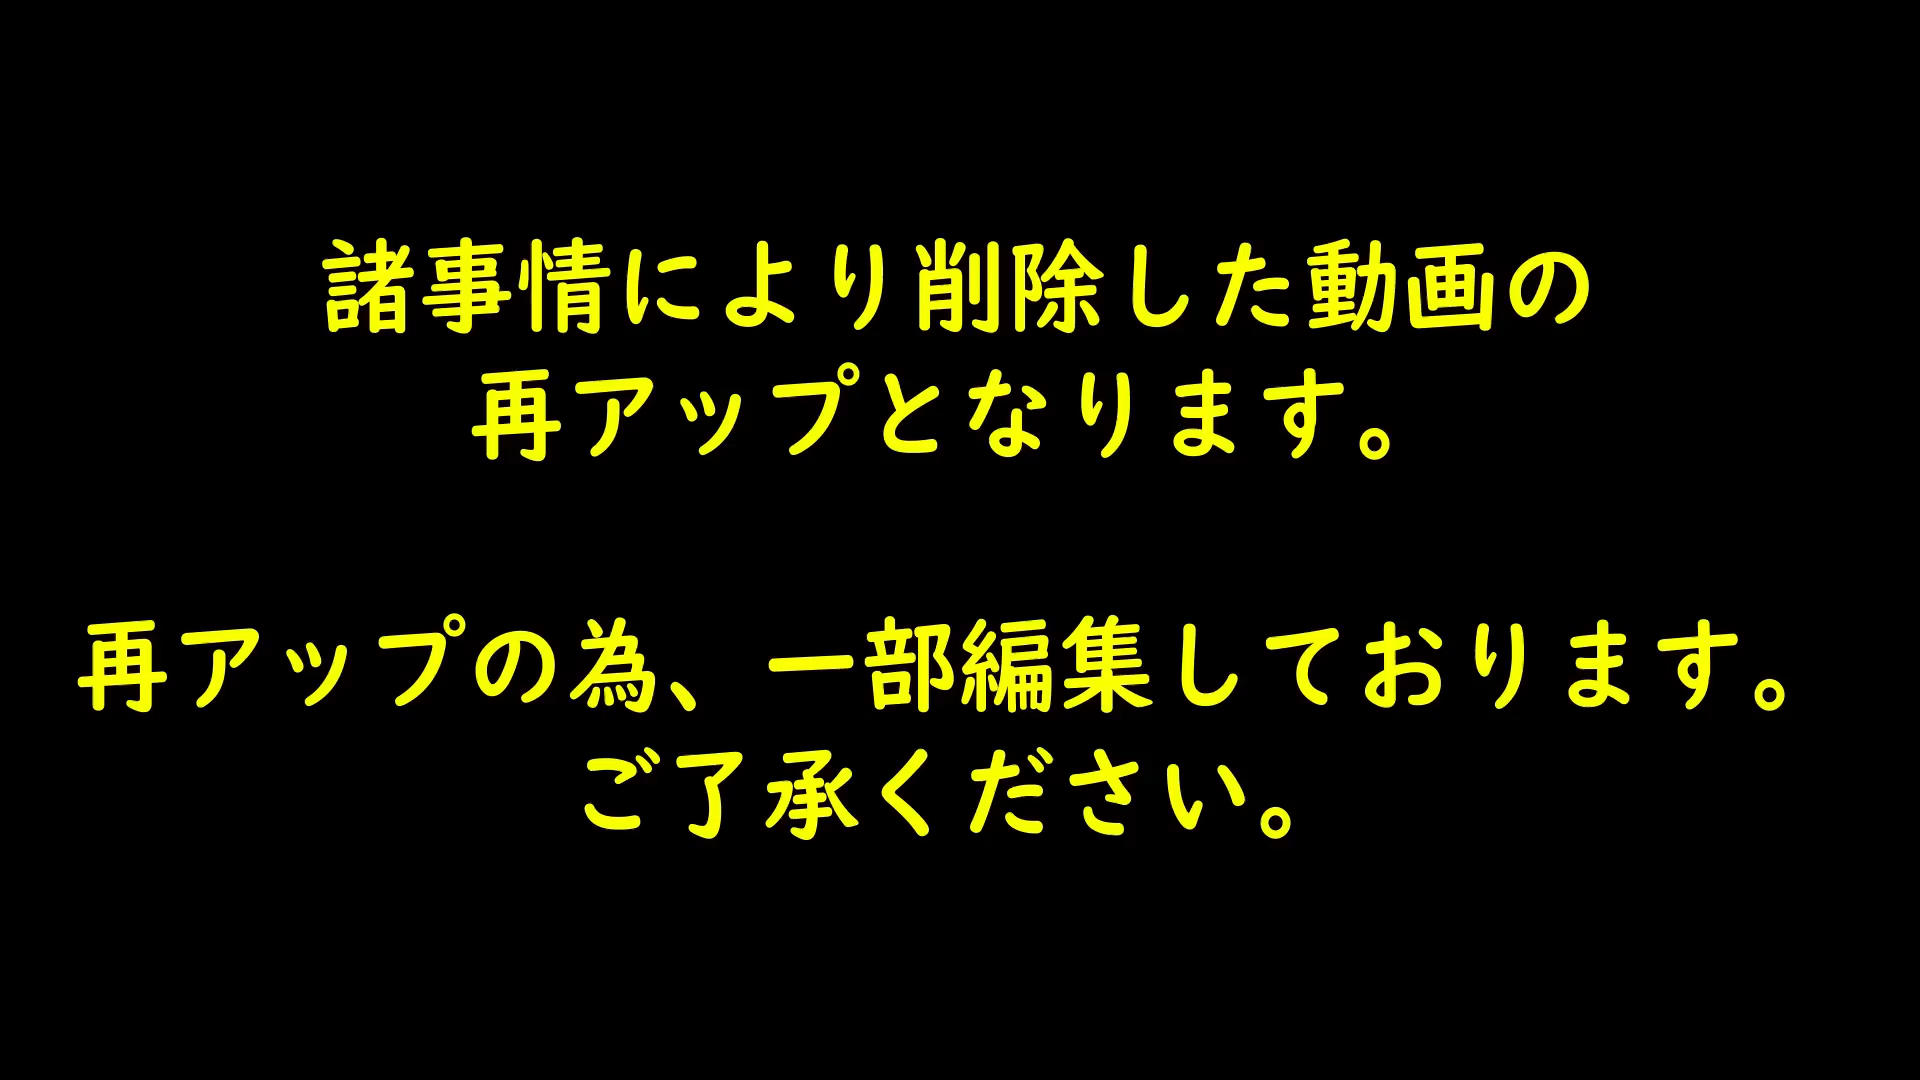 諸事情により削除した動画の
再アップとなります。
再アップの為、一部編集しております。
ご了承ください。